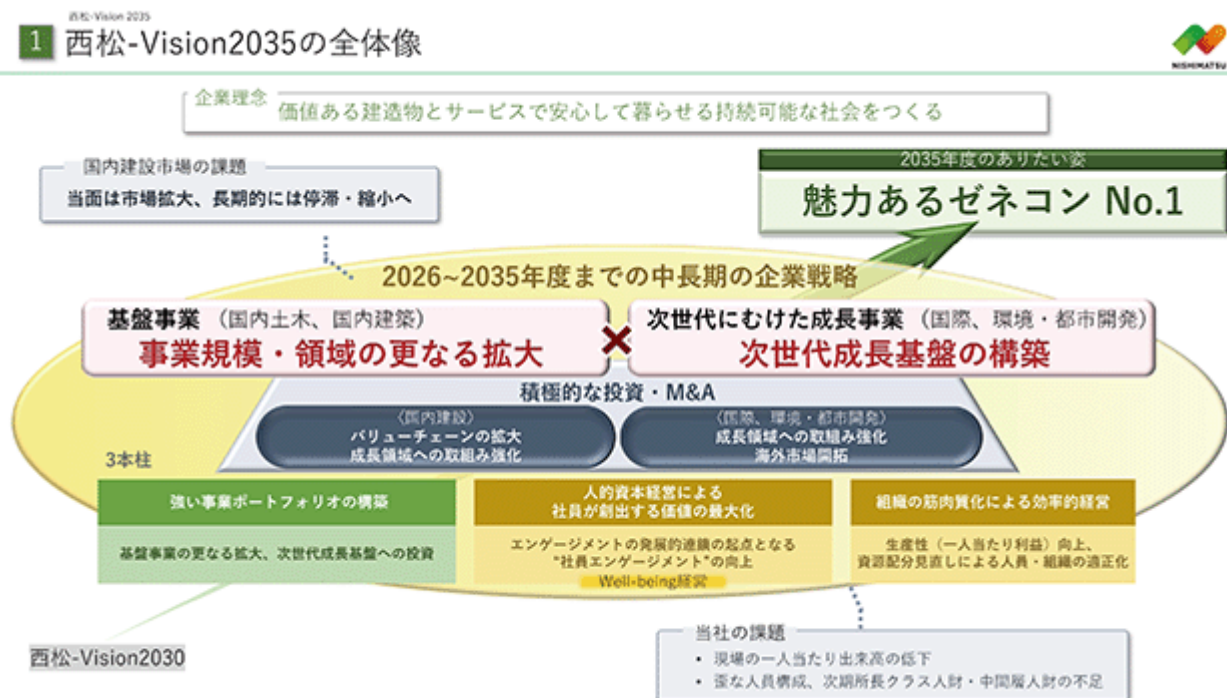 西松-Vision 2035
1 西松-Vision2035の全体像
NISHIMATSU
企業理念
価値ある建造物とサービスで安心して暮らせる持続可能な社会をつくる
国内建設市場の課題
当面は市場拡大、長期的には停滞・縮小へ
2035年度のありたい姿
魅力あるゼネコン No.1
2026~2035年度までの中長期の企業戦略
基盤事業 （国内土木、国内建築）
事業規模・領域の更なる拡大
×
次世代にむけた成長事業 （国際、環境・都市開発）
次世代成長基盤の構築
積極的な投資・M&A
〈国内建設〉
バリューチェーンの拡大
成長領域への取組み強化
〈国際、環境・都市開発〉
成長領域への取組み強化
海外市場開拓
3本柱
強い事業ポートフォリオの構築
基盤事業の更なる拡大、次世代成長基盤への投資
人的資本経営による
社員が創出する価値の最大化
エンゲージメントの発展的連鎖の起点となる
“社員エンゲージメント”の向上
Well-being経営
組織の筋肉質化による効率的経営
生産性（一人当たり利益）向上、
資源配分見直しによる人員・組織の適正化
西松-Vision2030
当社の課題
• 現場の一人当たり出来高の低下
• 歪な人員構成、次期所長クラス人財・中間層人財の不足